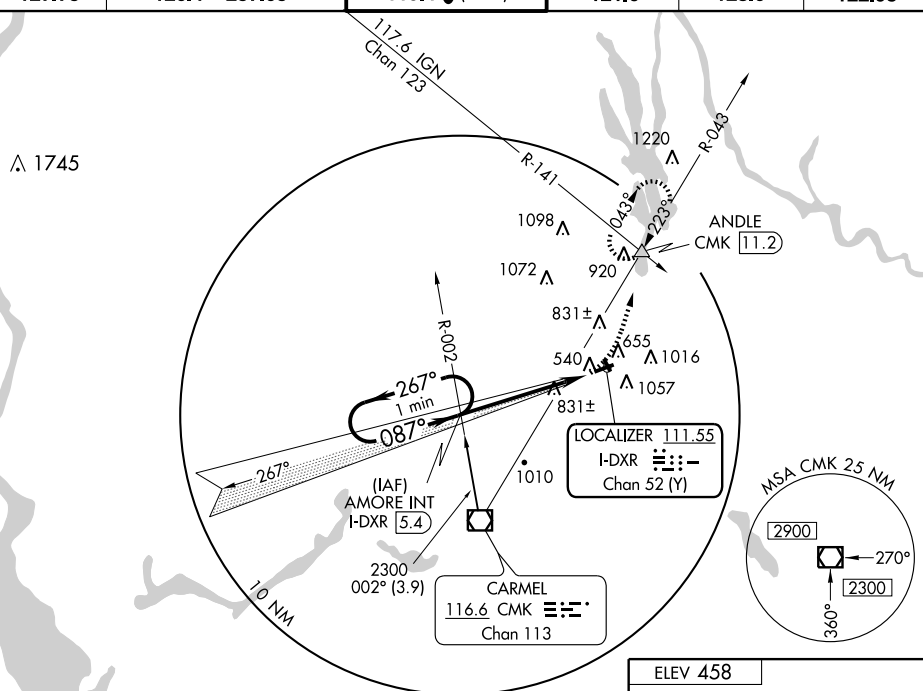 117.6 IGN
Chan 123
1745
R-141
1220
R-043
043°
223°
ANDLE
CMK 11.2
1098
1072
920
831±
R-002
540
655
1016
1057
831±
267°
1 min
087°
267°
LOCALIZER 111.55
I-DXR
Chan 52 (Y)
(IAF)
AMORE INT
I-DXR 5.4
1010
2300
002° (3.9)
CARMEL
116.6 CMK
Chan 113
10 NM
MSA CMK 25 NM
2900
270°
2300
360°
ELEV 458